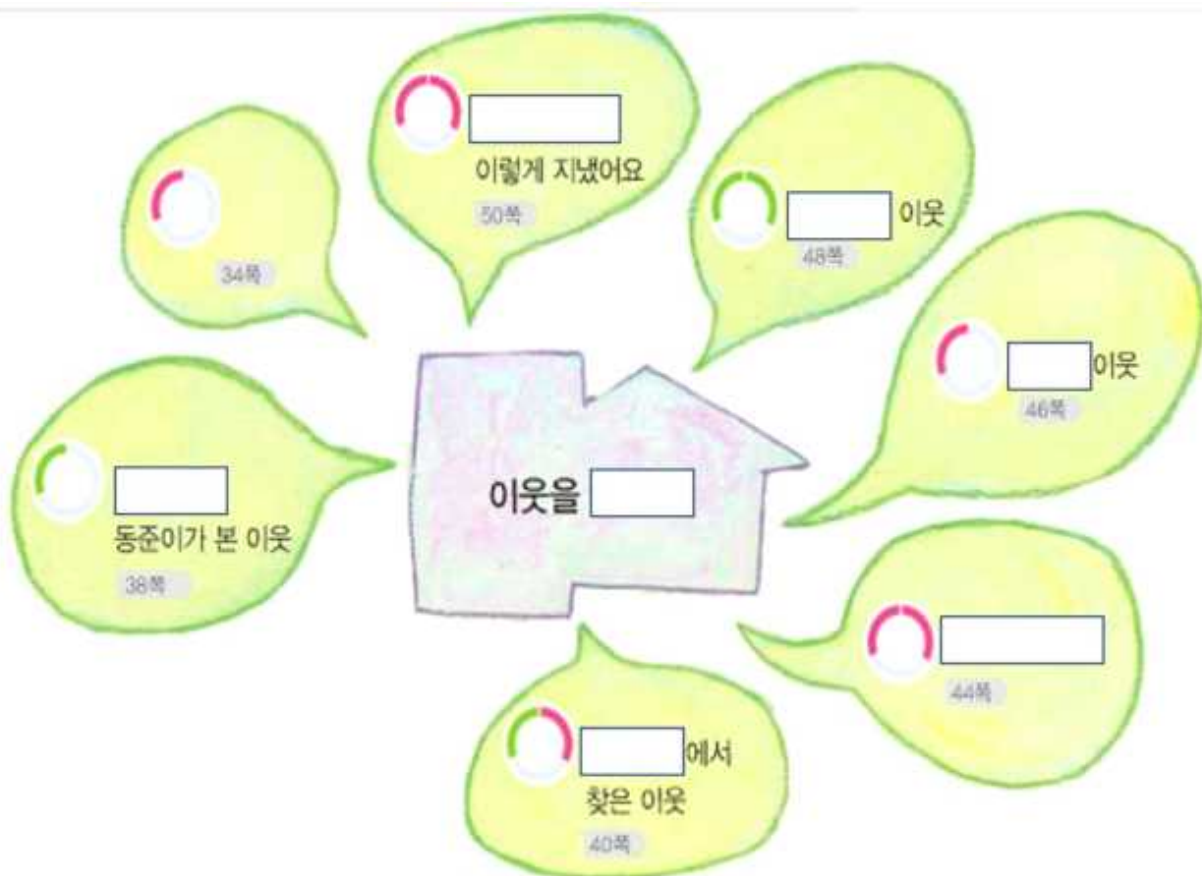 이렇게 지냈어요
50쪽
이웃
48쪽
34쪽
이웃
46쪽
이웃을
동준이가 본 이웃
38쪽
44쪽
에서
찾은 이웃
40쪽